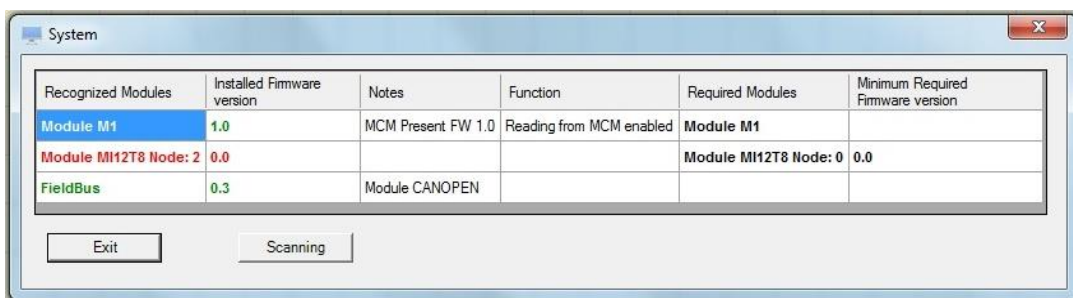 System
Recognized Modules Installed Firmware version Notes Function Required Modules Minimum Required Firmware version
Module M1 1.0 MCM Present FW 1.0 Reading from MCM enabled Module M1
Module MI12T8 Node: 2 0.0 Module MI12T8 Node: 0 0.0
FieldBus 0.3 Module CANOPEN
Exit Scanning